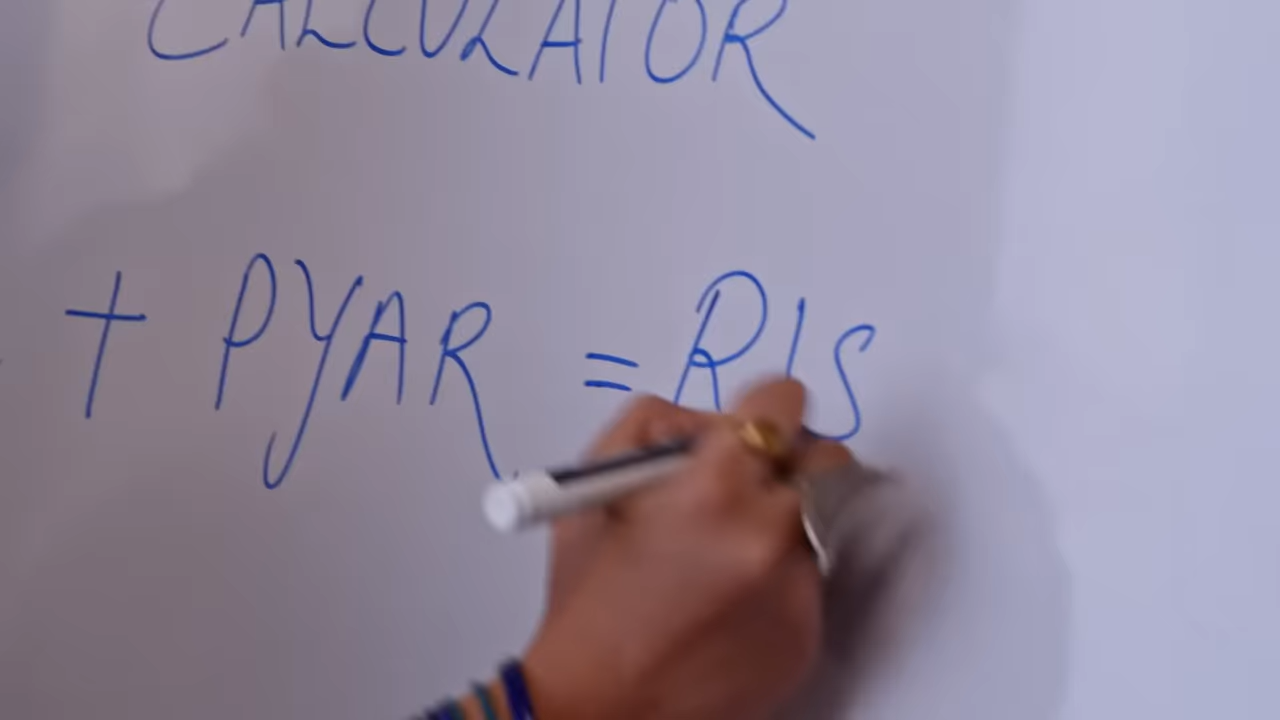 CALCULATOR
+ PYAR = RIS